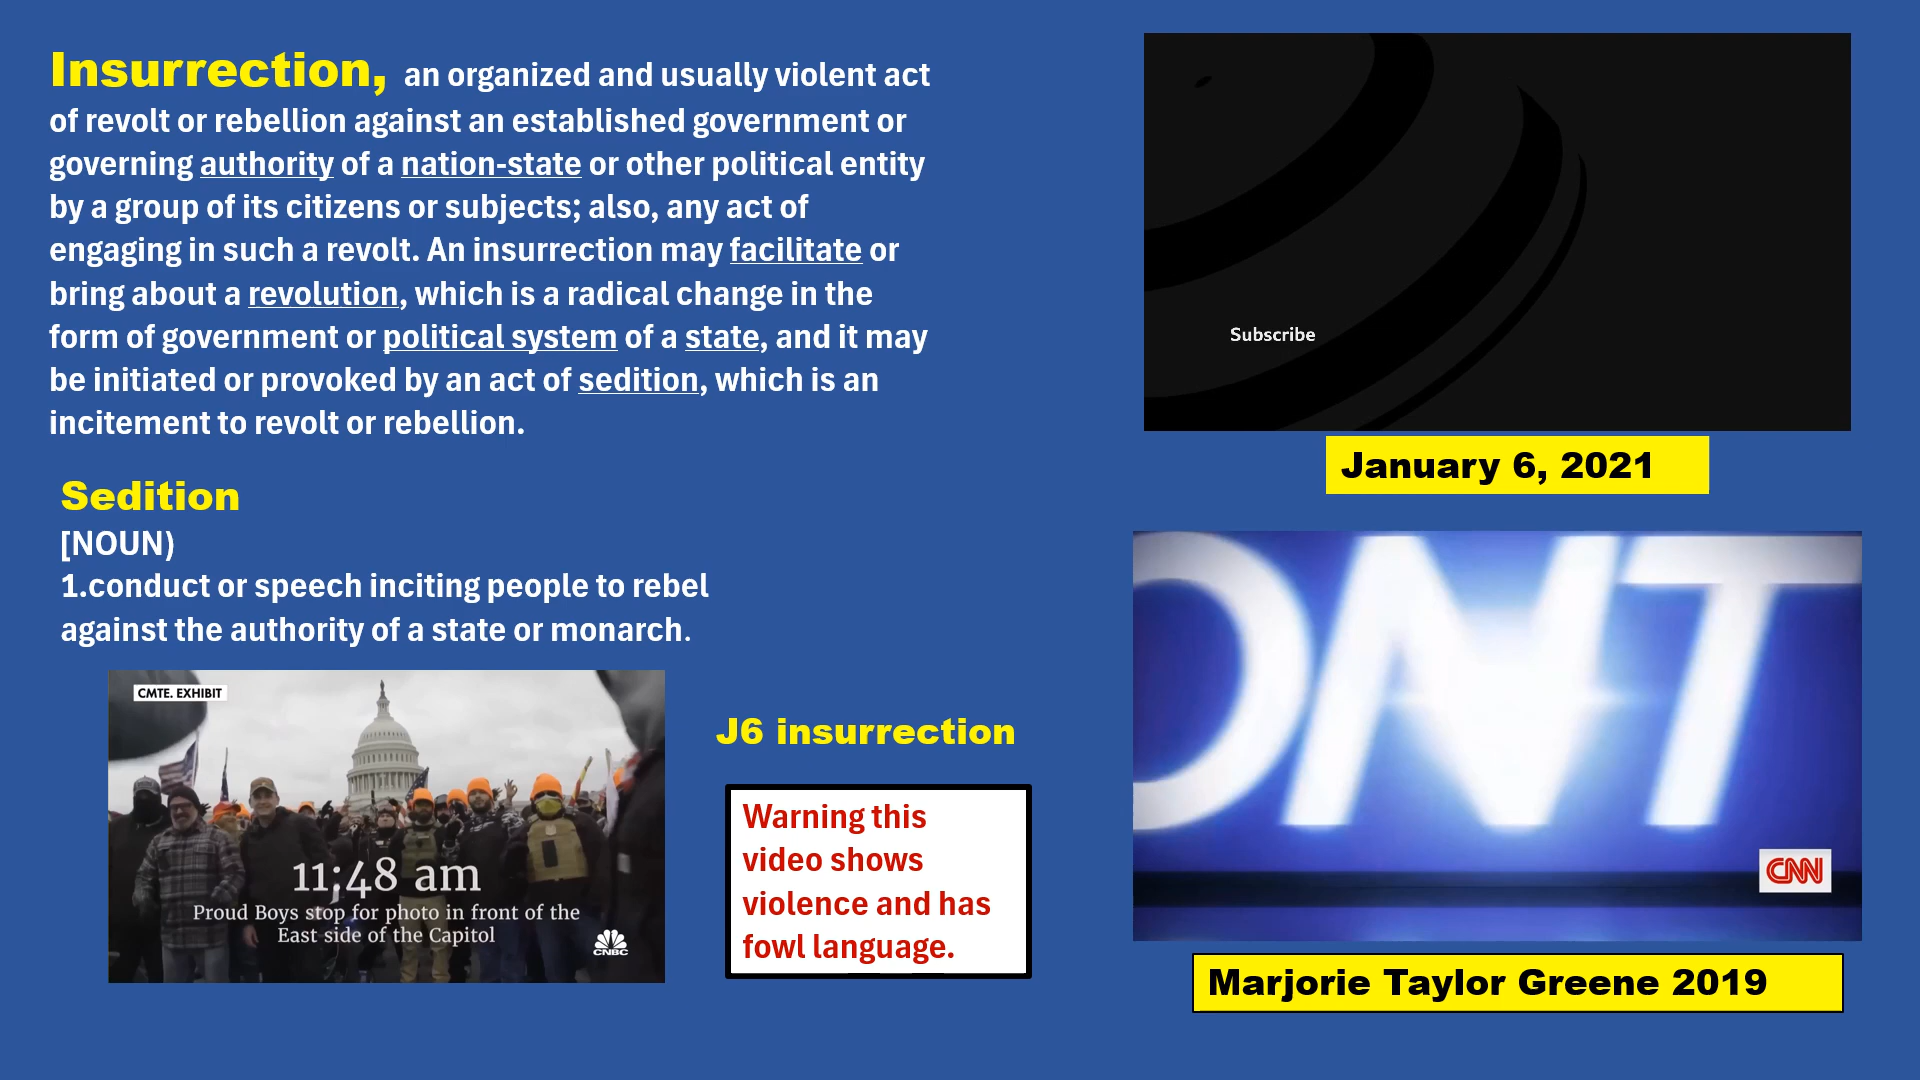 Insurrection, an organized and usually violent act
of revolt or rebellion against an established government or
governing authority of a nation-state or other political entity
by a group of its citizens or subjects; also, any act of
engaging in such a revolt. An insurrection may facilitate or
bring about a revolution, which is a radical change in the
form of government or political system of a state, and it may
be initiated or provoked by an act of sedition, which is an
incitement to revolt or rebellion.
Sedition
[NOUN)
1.conduct or speech inciting people to rebel
against the authority of a state or monarch.
CMTE. EXHIBIT
11:48 am
Proud Boys stop for photo in front of the
East side of the Capitol
CNBC
J6 insurrection
Warning this
video shows
violence and has
fowl language.
Subscribe
January 6, 2021
ONT
CNN
Marjorie Taylor Greene 2019